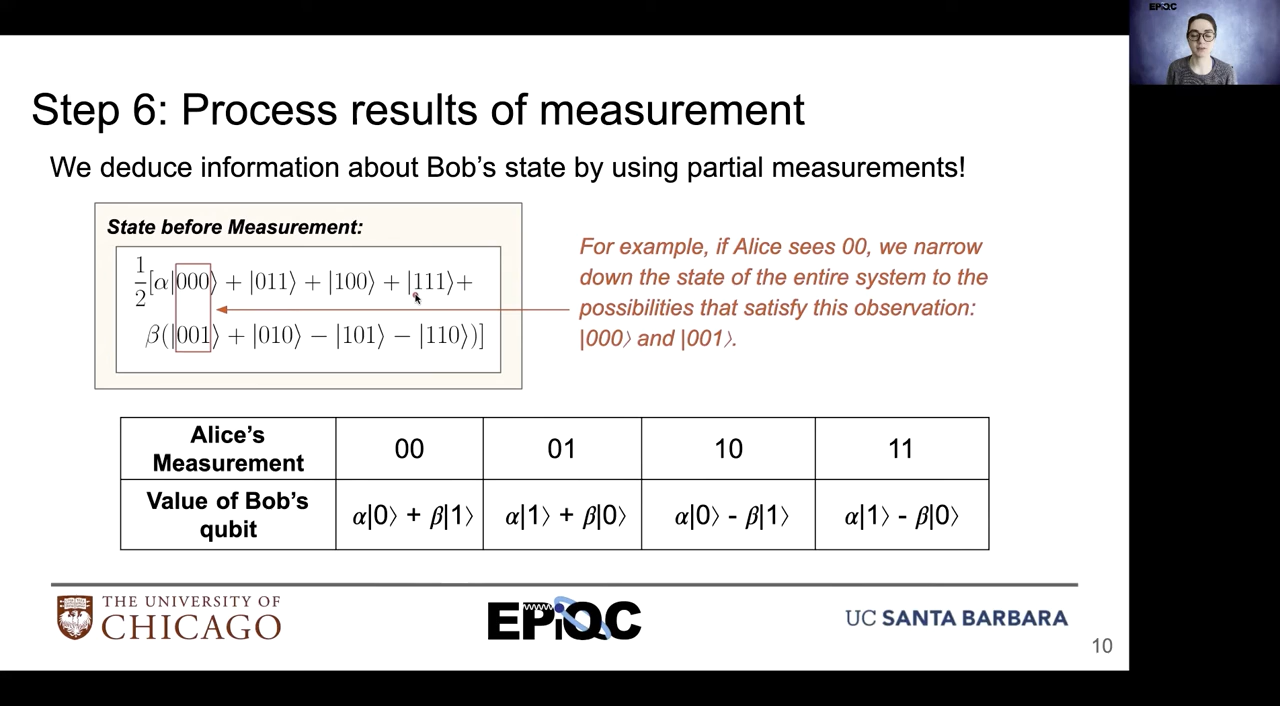 EPiQC
Step 6: Process results of measurement
We deduce information about Bob's state by using partial measurements!
State before Measurement:
1/2[α|000⟩ + |011⟩ + |100⟩ + |111⟩+
β(|001⟩ + |010⟩ − |101⟩ − |110⟩)]
For example, if Alice sees 00, we narrow
down the state of the entire system to the
possibilities that satisfy this observation:
|000⟩ and |001⟩.
Alice's
Measurement
00
01
10
11
Value of Bob's
qubit
α|0⟩ + β|1⟩
α|1⟩ + β|0⟩
α|0⟩ - β|1⟩
α|1⟩ - β|0⟩
THE UNIVERSITY OF
CHICAGO
EPiQC
UC SANTA BARBARA
10